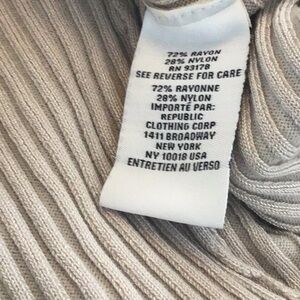 72% RAYON
28% NYLON
RN 93178
SEE REVERSE FOR CARE
72% RAYONNE
28% NYLON
IMPORTÉ PAR:
REPUBLIC
CLOTHING CORP
1411 BROADWAY
NEW YORK
NY 10018 USA
ENTRETIEN AU VERSO